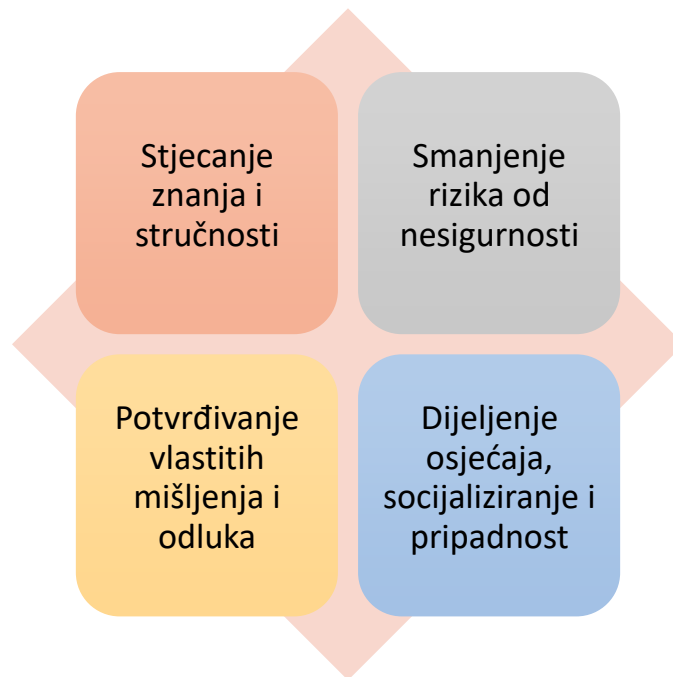 Stjecanje
znanja i
stručnosti
Smanjenje
rizika od
nesigurnosti
Potvrđivanje
vlastitih
mišljenja i
odluka
Dijeljenje
osjećaja,
socijaliziranje i
pripadnost